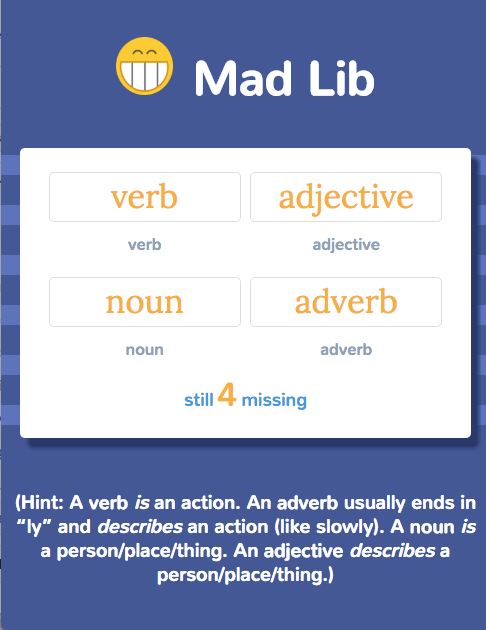 Mad Lib
verb adjective
verb adjective
noun adverb
noun adverb
still 4 missing
(Hint: A verb is an action. An adverb usually ends in
“ly” and describes an action (like slowly). A noun is
a person/place/thing. An adjective describes a
person/place/thing.)